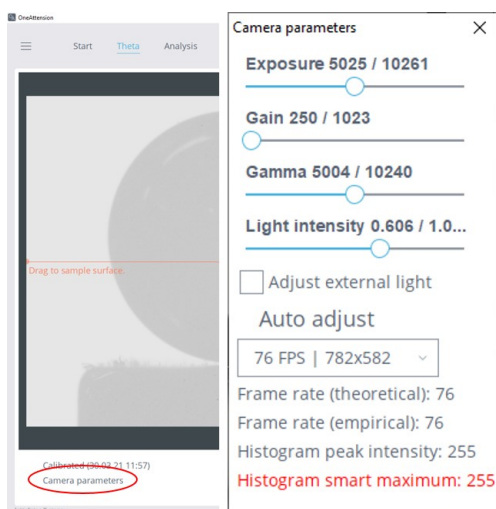 OneAttension
Start Theta Analysis
Drag to sample surface.
Calibrated (30.03.21 11:57)
Camera parameters
Camera parameters
Exposure 5025 / 10261
Gain 250 / 1023
Gamma 5004 / 10240
Light intensity 0.606 / 1.0...
Adjust external light
Auto adjust
76 FPS | 782x582
Frame rate (theoretical): 76
Frame rate (empirical): 76
Histogram peak intensity: 255
Histogram smart maximum: 255